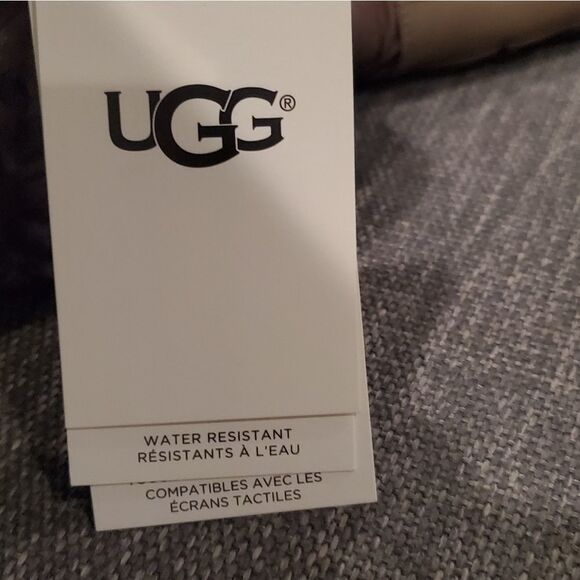 UGG®
WATER RESISTANT
RÉSISTANTS À L'EAU
COMPATIBLES AVEC LES
ÉCRANS TACTILES